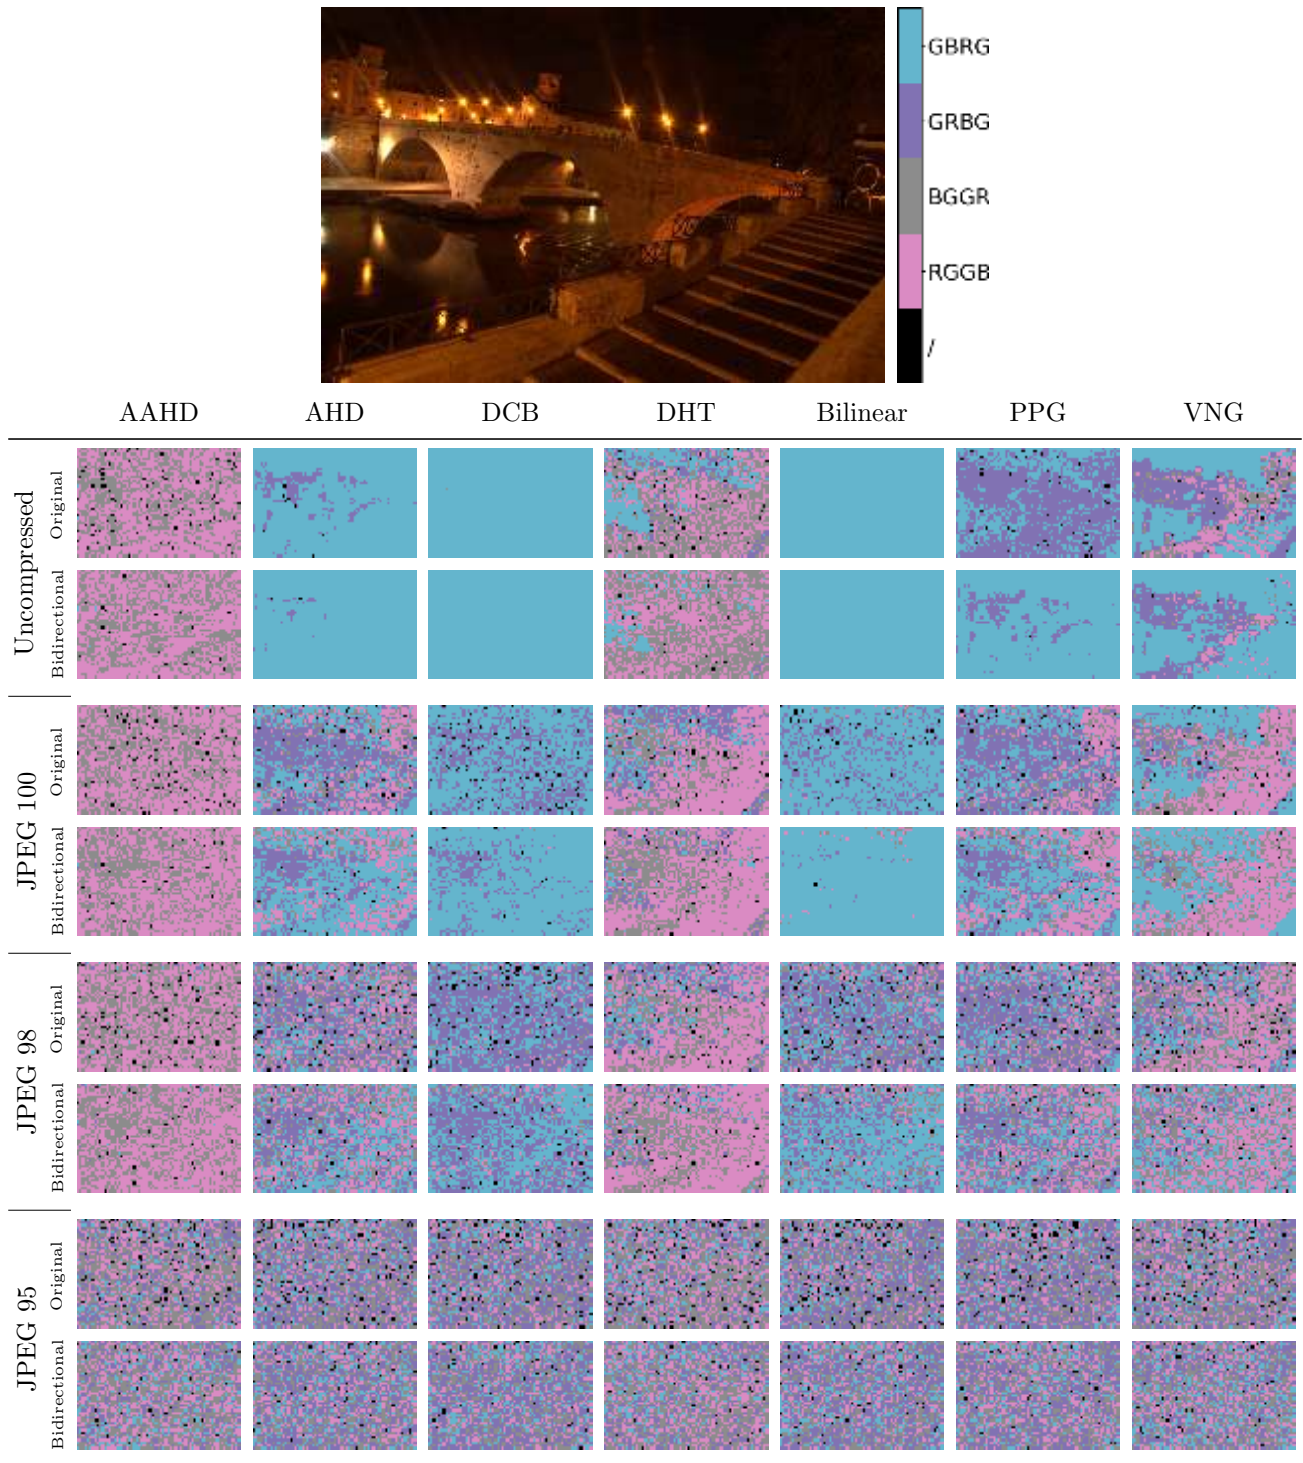 GBRG
GRBG
BGGR
RGGB
/
AAHD AHD DCB DHT Bilinear PPG VNG
Uncompressed
Original
Bidirectional
JPEG 100
Original
Bidirectional
JPEG 98
Original
Bidirectional
JPEG 95
Original
Bidirectional